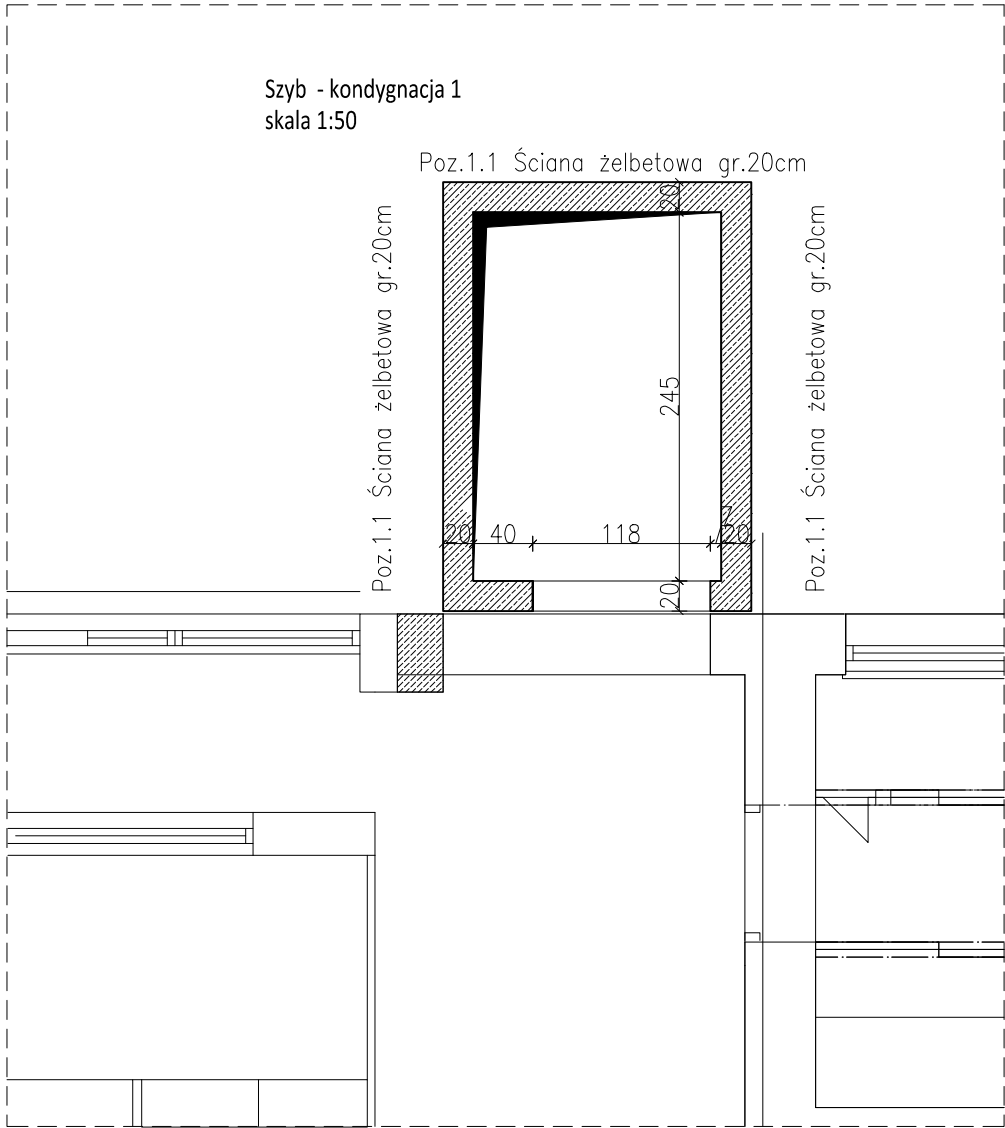 Szyb - kondygnacja 1
skala 1:50
Poz.1.1 Ściana żelbetowa gr.20cm
Poz.1.1 Ściana żelbetowa gr.20cm
Poz.1.1 Ściana żelbetowa gr.20cm
20
245
20
40
118
7
20
20